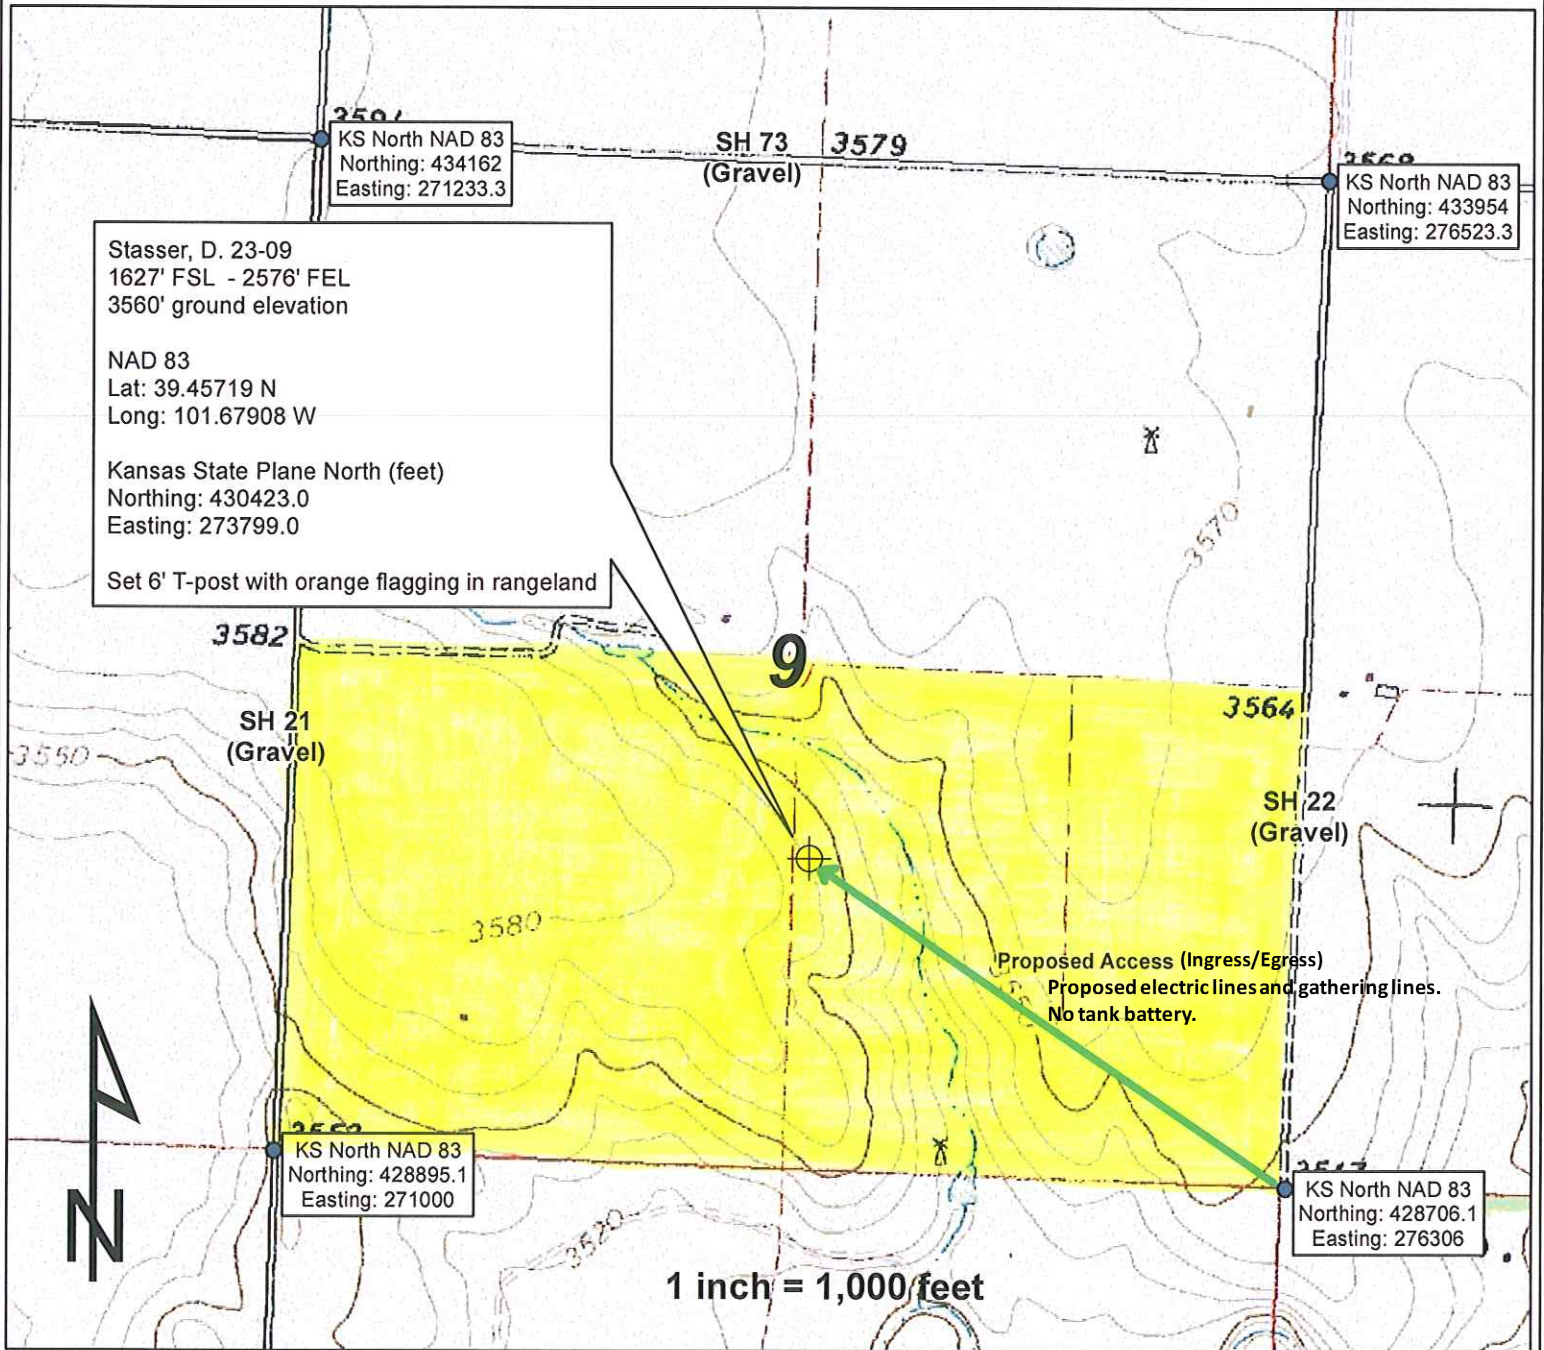 KS North NAD 83
Northing: 434162
Easting: 271233.3
SH 73
(Gravel)
3579
KS North NAD 83
Northing: 433954
Easting: 276523.3
Stasser, D. 23-09
1627' FSL - 2576' FEL
3560' ground elevation
NAD 83
Lat: 39.45719 N
Long: 101.67908 W
Kansas State Plane North (feet)
Northing: 430423.0
Easting: 273799.0
Set 6' T-post with orange flagging in rangeland
3570
3582
9
3564
SH 21
(Gravel)
3550
SH 22
(Gravel)
3580
Proposed Access (Ingress/Egress)
Proposed electric lines and gathering lines.
No tank battery.
KS North NAD 83
Northing: 428895.1
Easting: 271000
KS North NAD 83
Northing: 428706.1
Easting: 276306
N
3520
1 inch = 1,000 feet